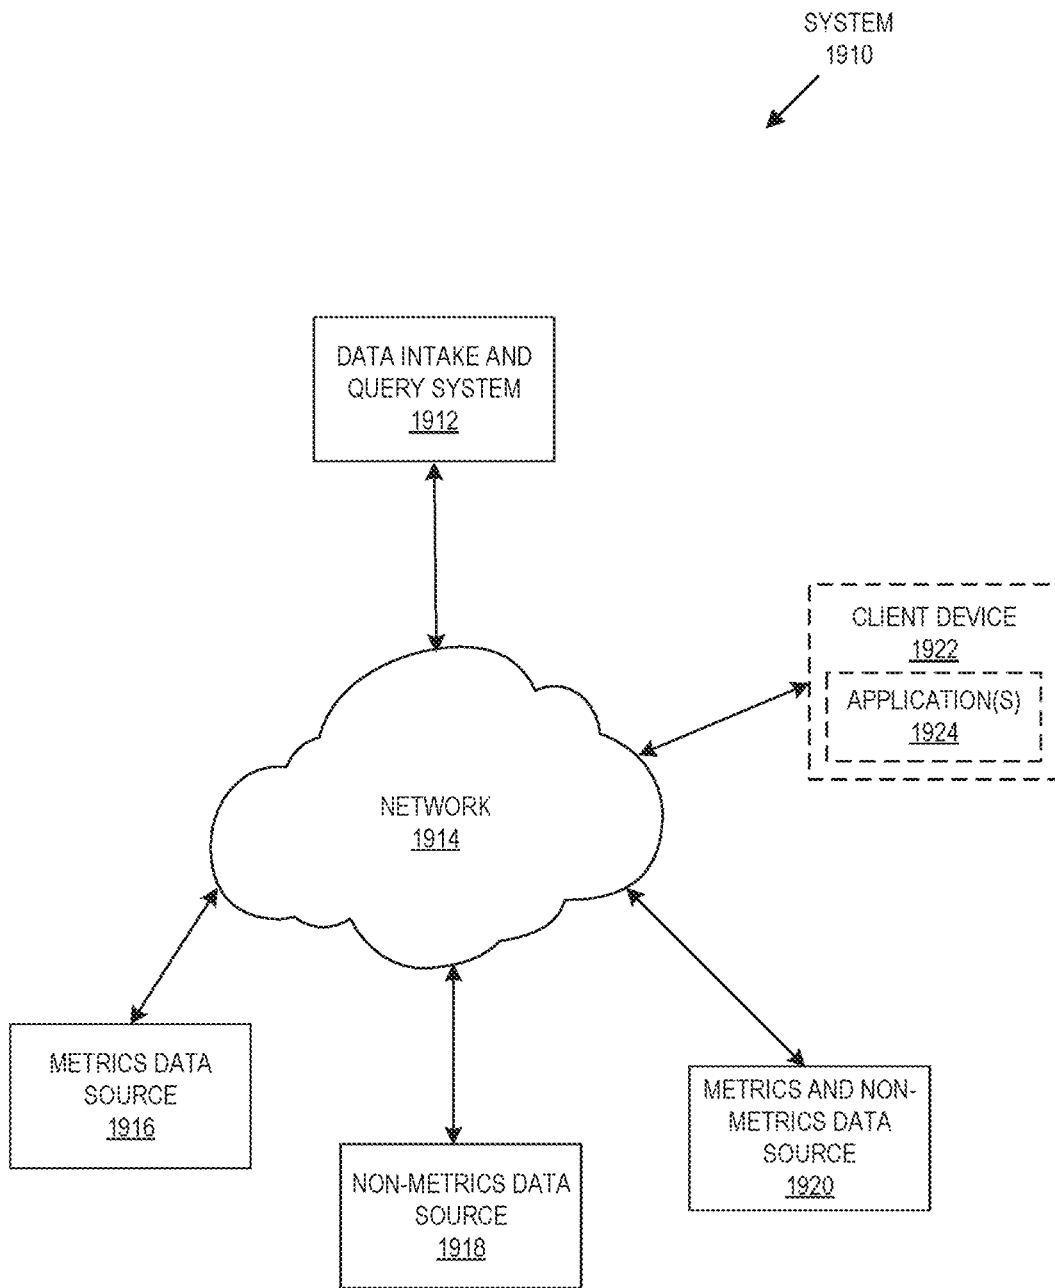 SYSTEM
1910
DATA INTAKE AND
QUERY SYSTEM
1912
CLIENT DEVICE
1922
APPLICATION(S)
1924
NETWORK
1914
METRICS DATA
SOURCE
1916
NON-METRICS DATA
SOURCE
1918
METRICS AND NON-
METRICS DATA
SOURCE
1920